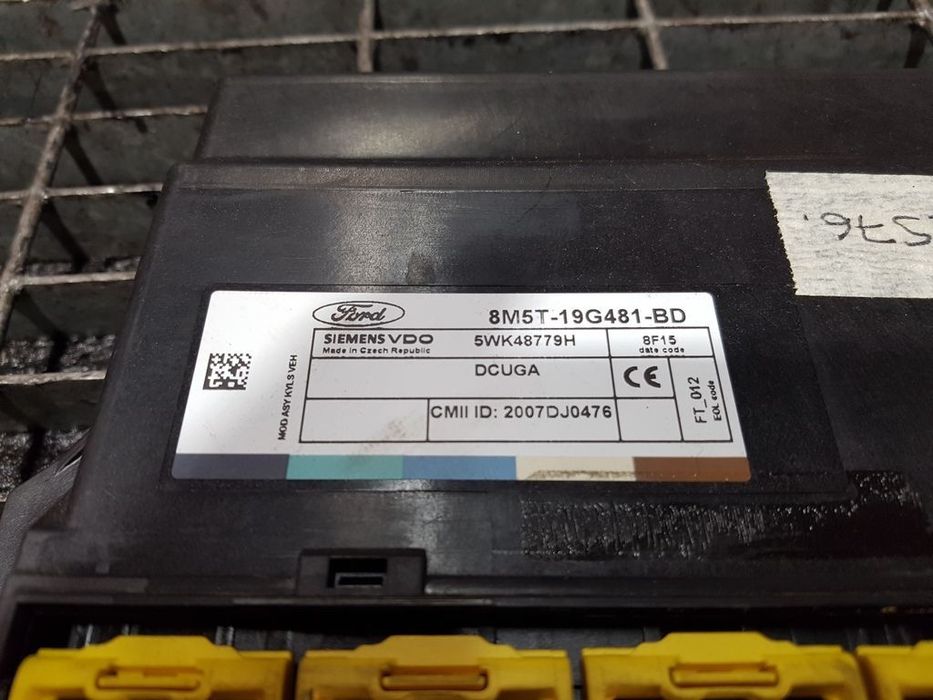 Ford 8M5T-19G481-BD
SIEMENS VDO 5WK48779H 8F15
Made in Czech Republic date code
DCUGA CE
MOD ASY KYLS VEH
CMII ID: 2007DJ0476
FT_012
EOL code